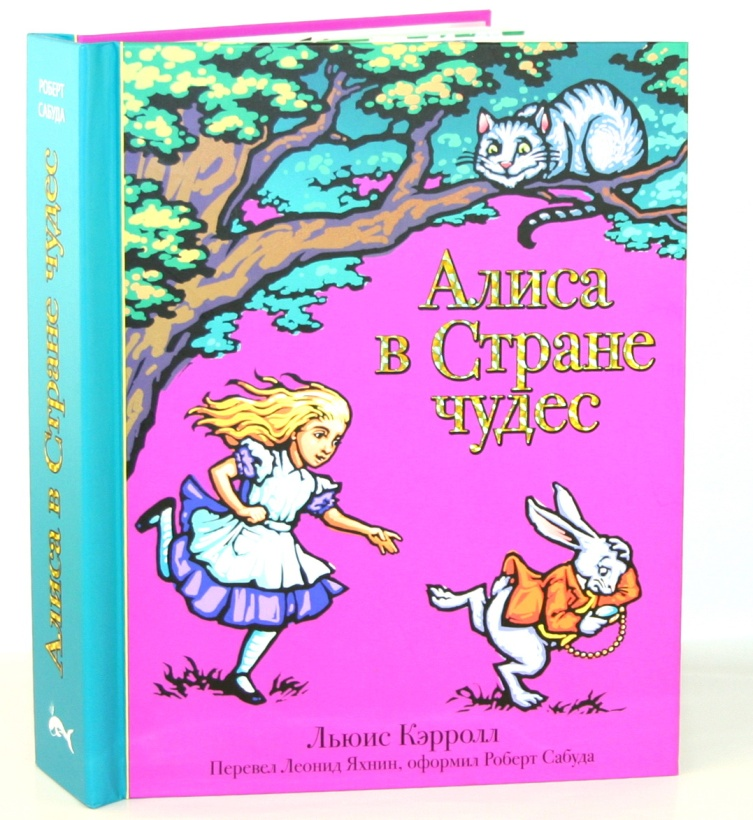 РОБЕРТ
САБУДА
Алиса в Стране чудес
Алиса
в Стране
чудес
Льюис Кэрролл
Перевел Леонид Яхнин, оформил Роберт Сабуда